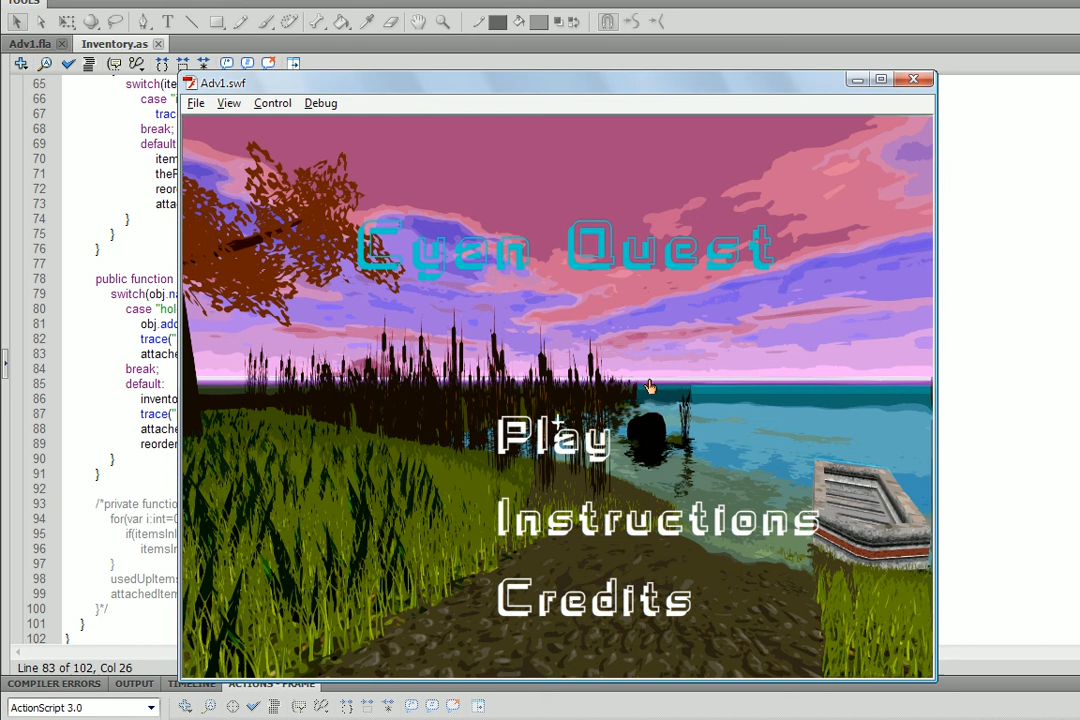 TOOLS
Adv1.fla
Inventory.as
Adv1.swf
File View Control Debug
65 switch(ite
66 case "
67 trac
68 break;
69 default
70 item
71 theP
72 reor
73 atta
74 }
75 }
76 }
77
78 public function
79 switch(obj.na
80 case "hol
81 obj.add
82 trace("
83 attache
84 break;
85 default:
86 invento
87 trace("
88 attache
89 reorder
90 }
91 }
92
93 /*private functio
94 for(var i:int=0
95 if(itemsIn
96 itemsIn
97 }
98 usedUpItems
99 attachedItem
100 }*/
101 }
102 }
Cyan Quest
Play
Instructions
Credits
Line 83 of 102, Col 26
COMPILER ERRORS OUTPUT TIMELINE ACTIONS - FRAME
ActionScript 3.0